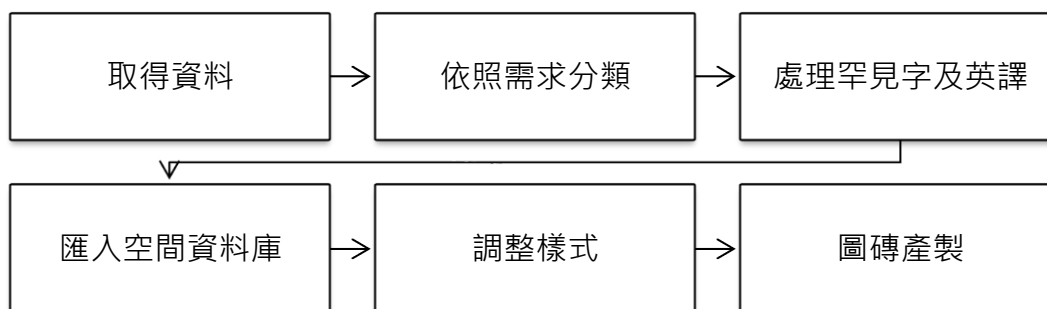 取得資料
依照需求分類
處理罕見字及英譯
匯入空間資料庫
調整樣式
圖磚產製